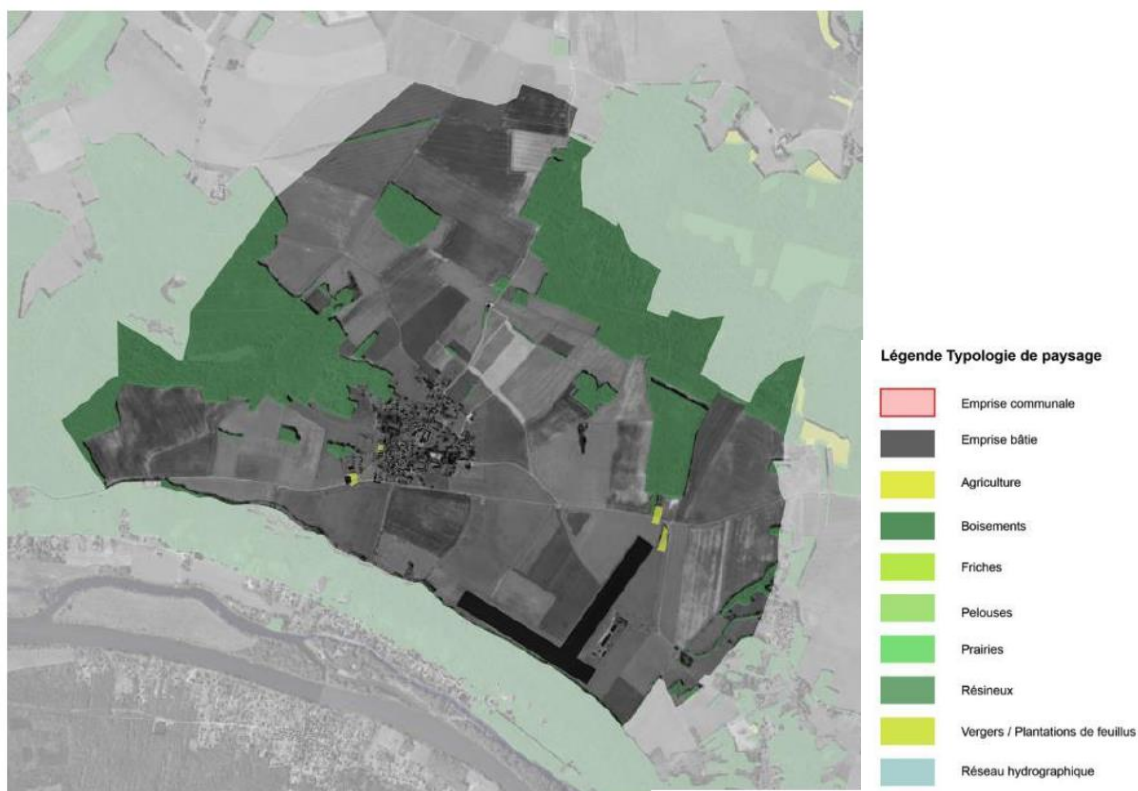 Légende Typologie de paysage
Emprise communale
Emprise bâtie
Agriculture
Boisements
Friches
Pelouses
Prairies
Résineux
Vergers / Plantations de feuillus
Réseau hydrographique